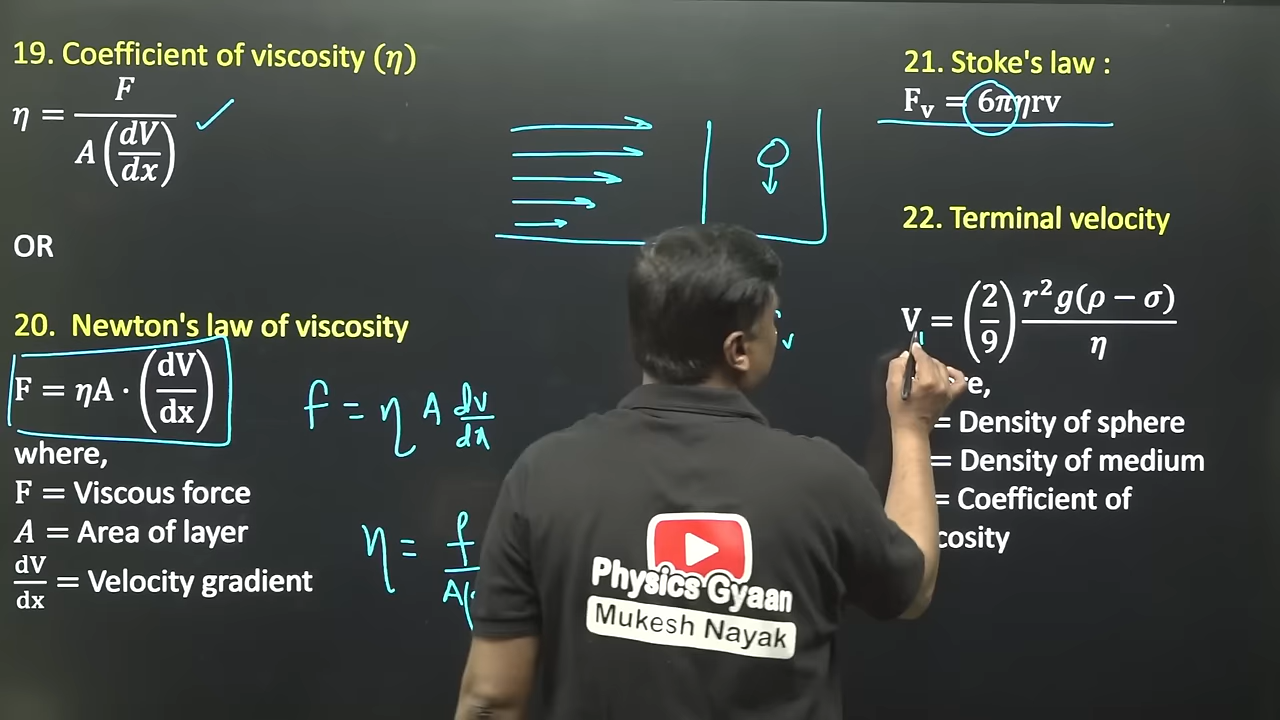 19. Coefficient of viscosity (η)
η = F / A(dV/dx)
OR
20. Newton's law of viscosity
F = ηA · (dV/dx)
where,
F = Viscous force
A = Area of layer
dV/dx = Velocity gradient
f = η A dv/dx
η = f / A(
v
21. Stoke's law :
Fv = 6πηrv
22. Terminal velocity
V = (2/9) r²g(ρ − σ) / η
re,
= Density of sphere
= Density of medium
= Coefficient of
cosity
Physics Gyaan
Mukesh Nayak